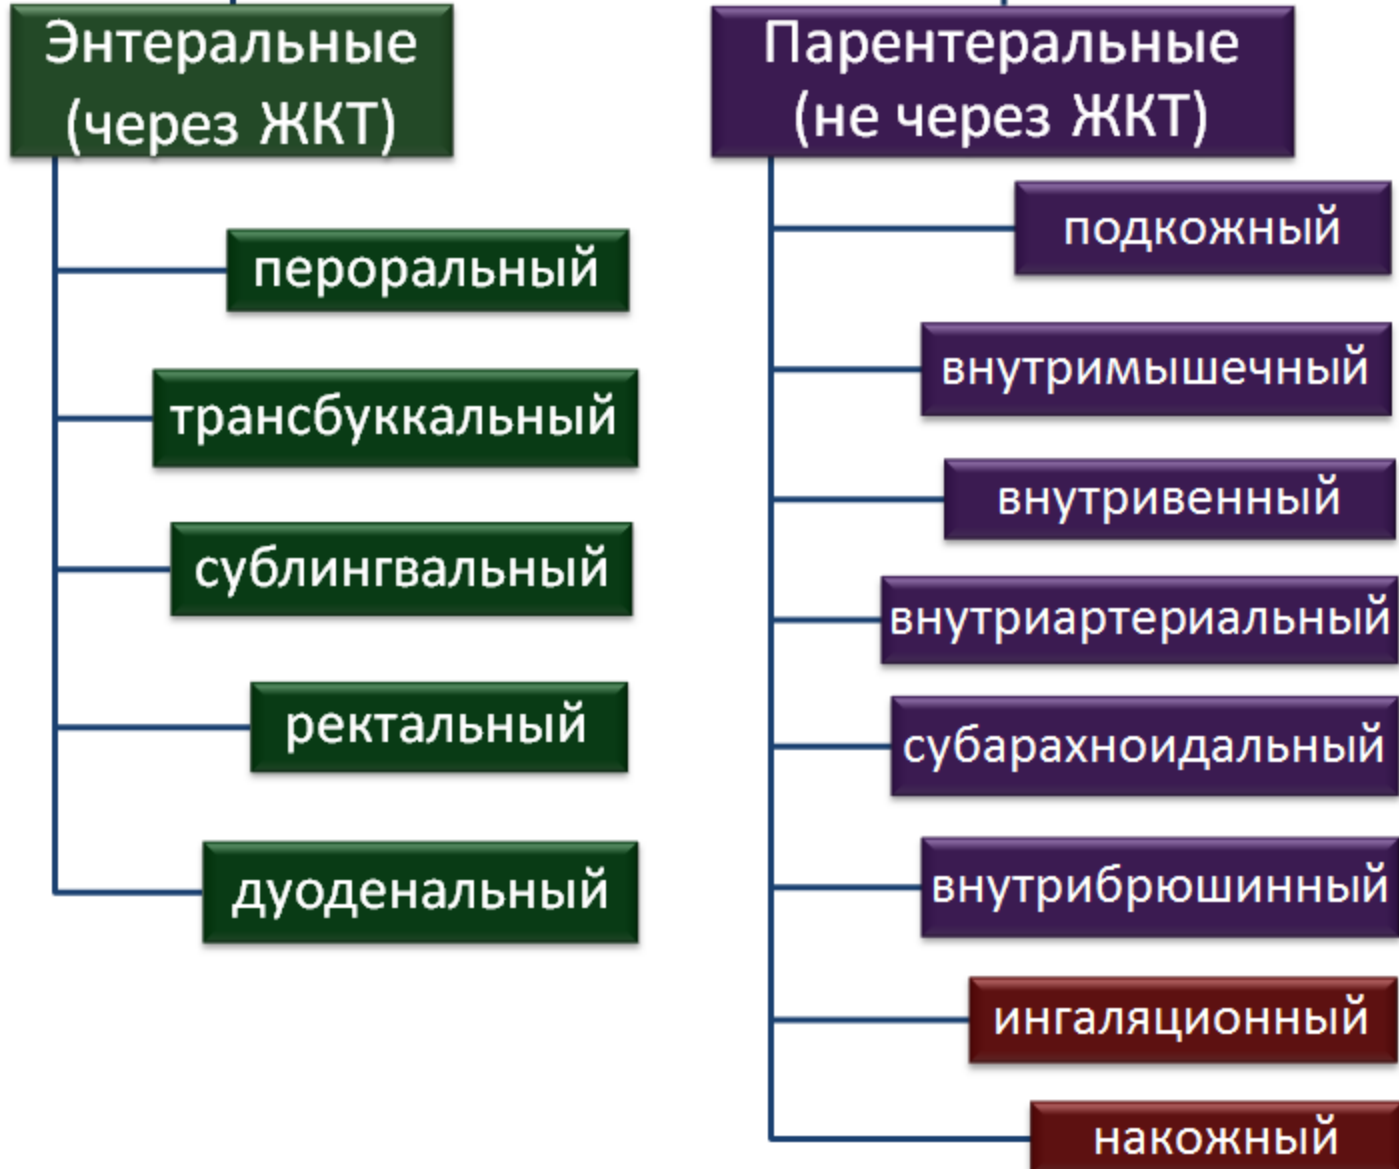 Энтеральные
(через ЖКТ)
пероральный
трансбуккальный
сублингвальный
ректальный
дуоденальный
Парентеральные
(не через ЖКТ)
подкожный
внутримышечный
внутривенный
внутриартериальный
субарахноидальный
внутрибрюшинный
ингаляционный
накожный